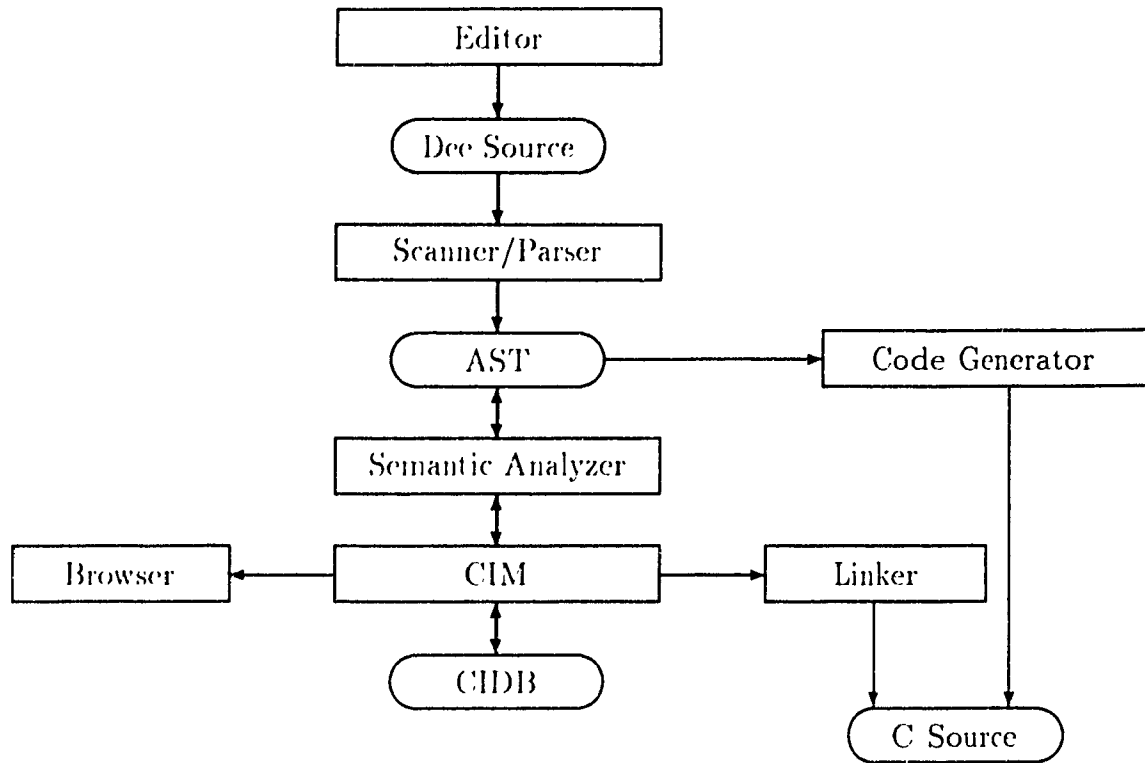 Editor
Dee Source
Scanner/Parser
AST
Code Generator
Semantic Analyzer
Browser
CIM
Linker
CIDB
C Source